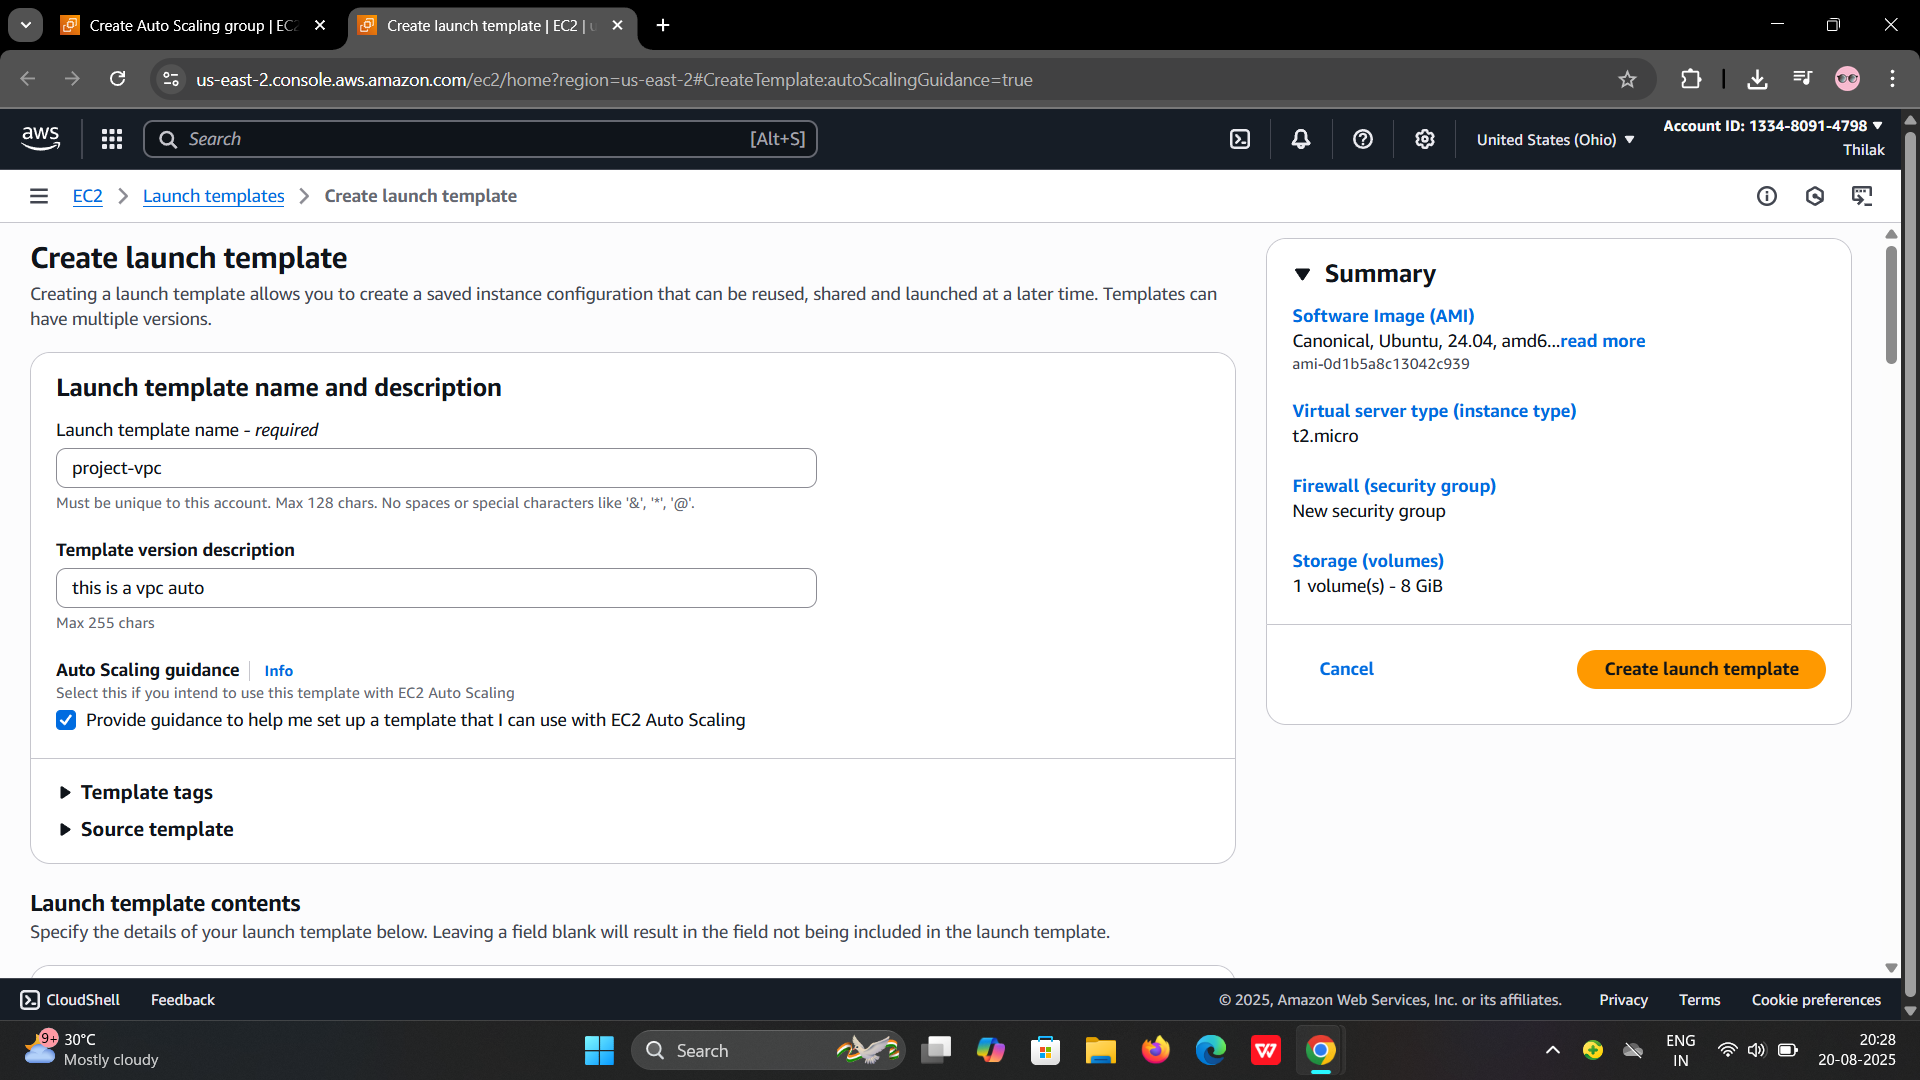 Create Auto Scaling group | EC2
Create launch template | EC2 | u
us-east-2.console.aws.amazon.com/ec2/home?region=us-east-2#CreateTemplate:autoScalingGuidance=true
aws
Search
[Alt+S]
United States (Ohio)
Account ID: 1334-8091-4798
Thilak
EC2
Launch templates
Create launch template
Create launch template
Creating a launch template allows you to create a saved instance configuration that can be reused, shared and launched at a later time. Templates can
have multiple versions.
Launch template name and description
Launch template name - required
project-vpc
Must be unique to this account. Max 128 chars. No spaces or special characters like '&', '*', '@'.
Template version description
this is a vpc auto
Max 255 chars
Auto Scaling guidance
Info
Select this if you intend to use this template with EC2 Auto Scaling
Provide guidance to help me set up a template that I can use with EC2 Auto Scaling
Template tags
Source template
Launch template contents
Specify the details of your launch template below. Leaving a field blank will result in the field not being included in the launch template.
Summary
Software Image (AMI)
Canonical, Ubuntu, 24.04, amd6...read more
ami-0d1b5a8c13042c939
Virtual server type (instance type)
t2.micro
Firewall (security group)
New security group
Storage (volumes)
1 volume(s) - 8 GiB
Cancel
Create launch template
CloudShell
Feedback
© 2025, Amazon Web Services, Inc. or its affiliates.
Privacy
Terms
Cookie preferences
9+
30°C
Mostly cloudy
Search
W
ENG
IN
20:28
20-08-2025